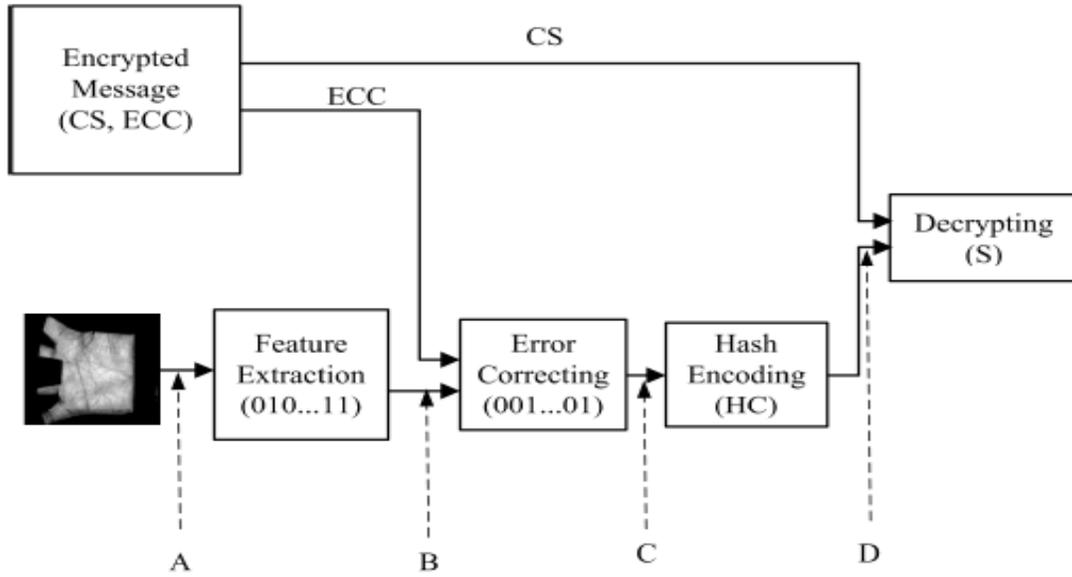 Encrypted
Message
(CS, ECC)
CS
ECC
Decrypting
(S)
Feature
Extraction
(010...11)
Error
Correcting
(001...01)
Hash
Encoding
(HC)
A
B
C
D